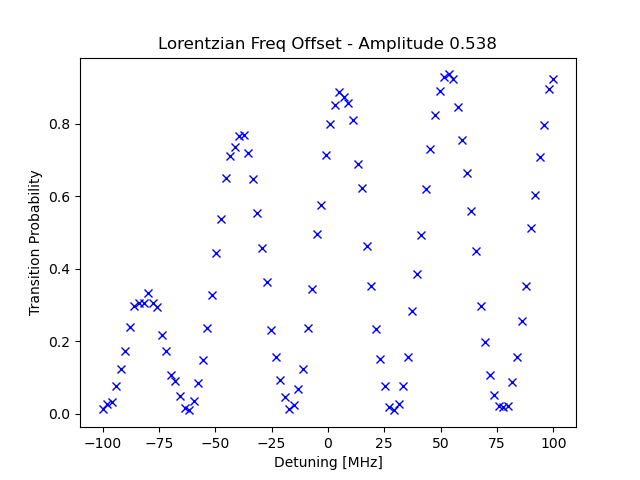 Lorentzian Freq Offset - Amplitude 0.538
Transition Probability
0.8
0.6
0.4
0.2
0.0
−100 −75 −50 −25 0 25 50 75 100
Detuning [MHz]